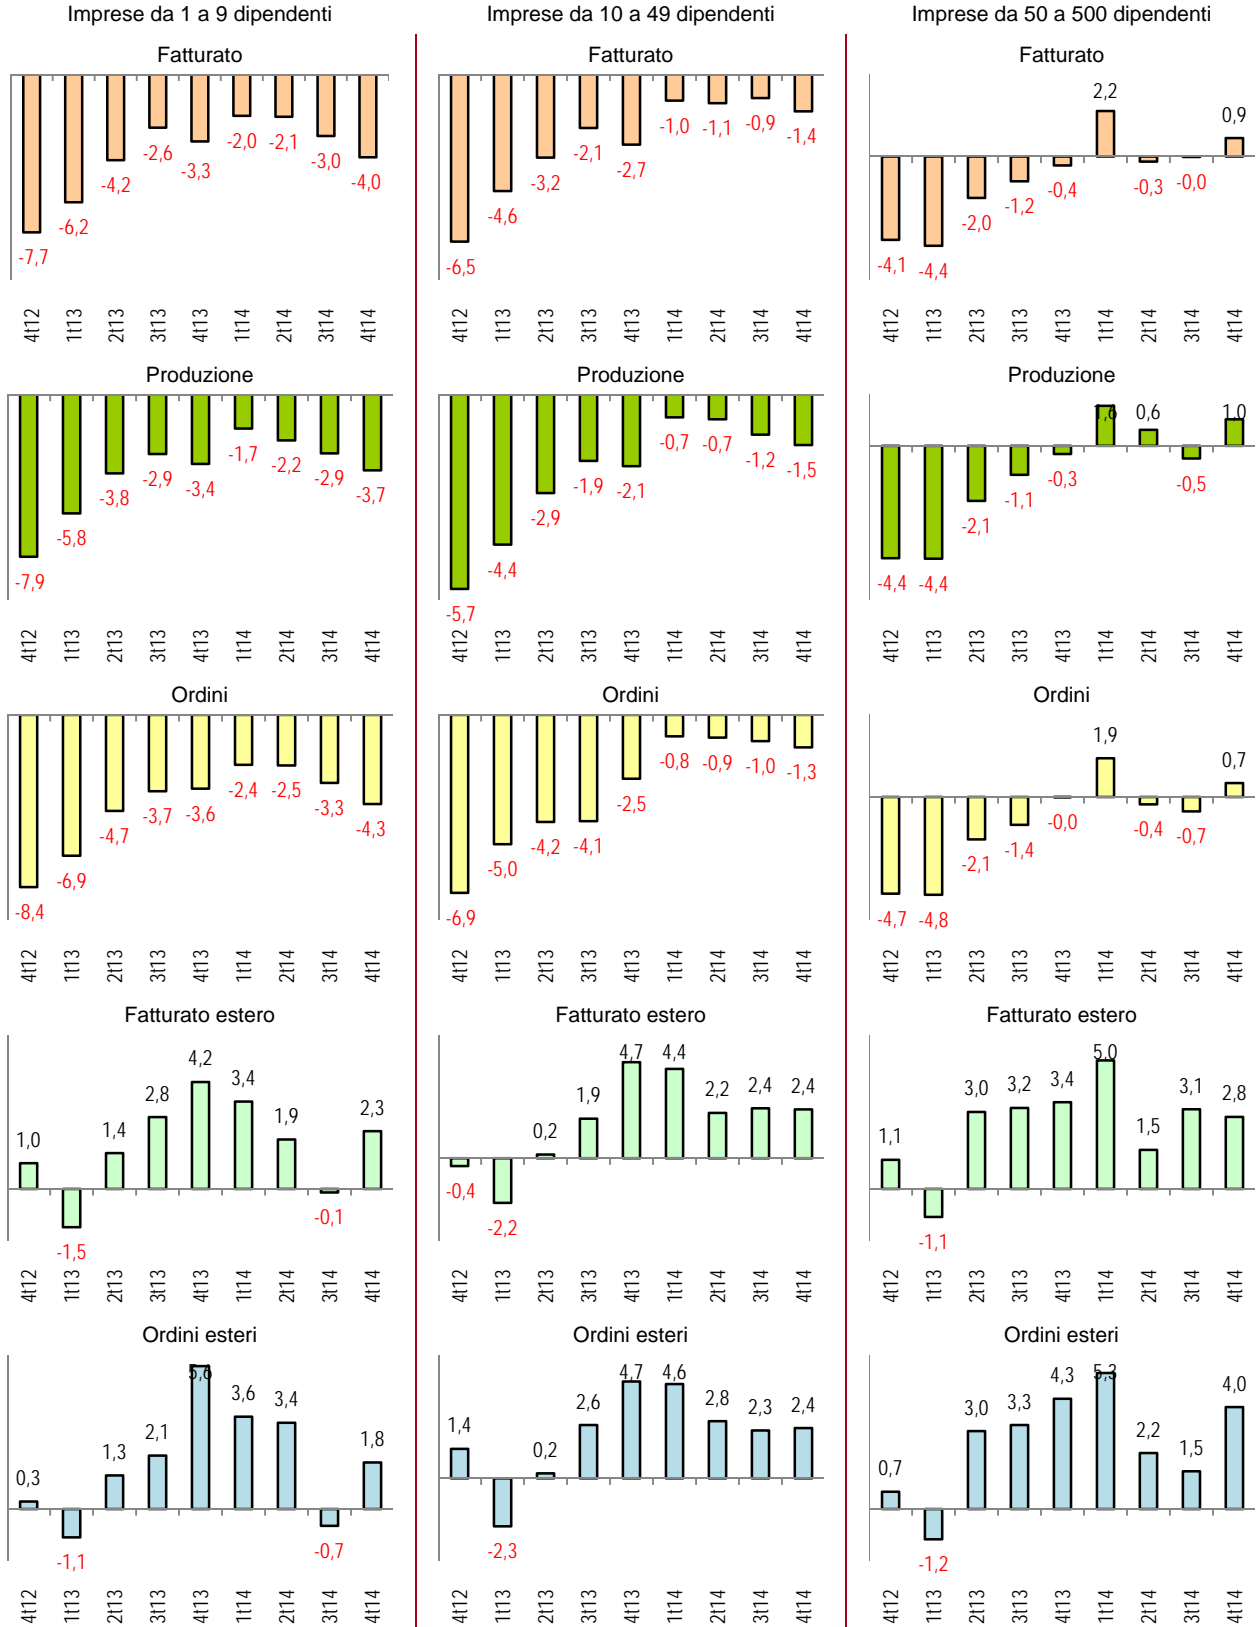 Imprese da 1 a 9 dipendenti
Fatturato
-7,7 -6,2 -4,2 -2,6 -3,3 -2,0 -2,1 -3,0 -4,0
4t12 1t13 2t13 3t13 4t13 1t14 2t14 3t14 4t14
Produzione
-7,9 -5,8 -3,8 -2,9 -3,4 -1,7 -2,2 -2,9 -3,7
4t12 1t13 2t13 3t13 4t13 1t14 2t14 3t14 4t14
Ordini
-8,4 -6,9 -4,7 -3,7 -3,6 -2,4 -2,5 -3,3 -4,3
4t12 1t13 2t13 3t13 4t13 1t14 2t14 3t14 4t14
Fatturato estero
1,0 -1,5 1,4 2,8 4,2 3,4 1,9 -0,1 2,3
4t12 1t13 2t13 3t13 4t13 1t14 2t14 3t14 4t14
Ordini esteri
0,3 -1,1 1,3 2,1 5,6 3,6 3,4 -0,7 1,8
4t12 1t13 2t13 3t13 4t13 1t14 2t14 3t14 4t14
Imprese da 10 a 49 dipendenti
Fatturato
-6,5 -4,6 -3,2 -2,1 -2,7 -1,0 -1,1 -0,9 -1,4
4t12 1t13 2t13 3t13 4t13 1t14 2t14 3t14 4t14
Produzione
-5,7 -4,4 -2,9 -1,9 -2,1 -0,7 -0,7 -1,2 -1,5
4t12 1t13 2t13 3t13 4t13 1t14 2t14 3t14 4t14
Ordini
-6,9 -5,0 -4,2 -4,1 -2,5 -0,8 -0,9 -1,0 -1,3
4t12 1t13 2t13 3t13 4t13 1t14 2t14 3t14 4t14
Fatturato estero
-0,4 -2,2 0,2 1,9 4,7 4,4 2,2 2,4 2,4
4t12 1t13 2t13 3t13 4t13 1t14 2t14 3t14 4t14
Ordini esteri
1,4 -2,3 0,2 2,6 4,7 4,6 2,8 2,3 2,4
4t12 1t13 2t13 3t13 4t13 1t14 2t14 3t14 4t14
Imprese da 50 a 500 dipendenti
Fatturato
-4,1 -4,4 -2,0 -1,2 -0,4 2,2 -0,3 -0,0 0,9
4t12 1t13 2t13 3t13 4t13 1t14 2t14 3t14 4t14
Produzione
-4,4 -4,4 -2,1 -1,1 -0,3 1,6 0,6 -0,5 1,0
4t12 1t13 2t13 3t13 4t13 1t14 2t14 3t14 4t14
Ordini
-4,7 -4,8 -2,1 -1,4 -0,0 1,9 -0,4 -0,7 0,7
4t12 1t13 2t13 3t13 4t13 1t14 2t14 3t14 4t14
Fatturato estero
1,1 -1,1 3,0 3,2 3,4 5,0 1,5 3,1 2,8
4t12 1t13 2t13 3t13 4t13 1t14 2t14 3t14 4t14
Ordini esteri
0,7 -1,2 3,0 3,3 4,3 5,3 2,2 1,5 4,0
4t12 1t13 2t13 3t13 4t13 1t14 2t14 3t14 4t14